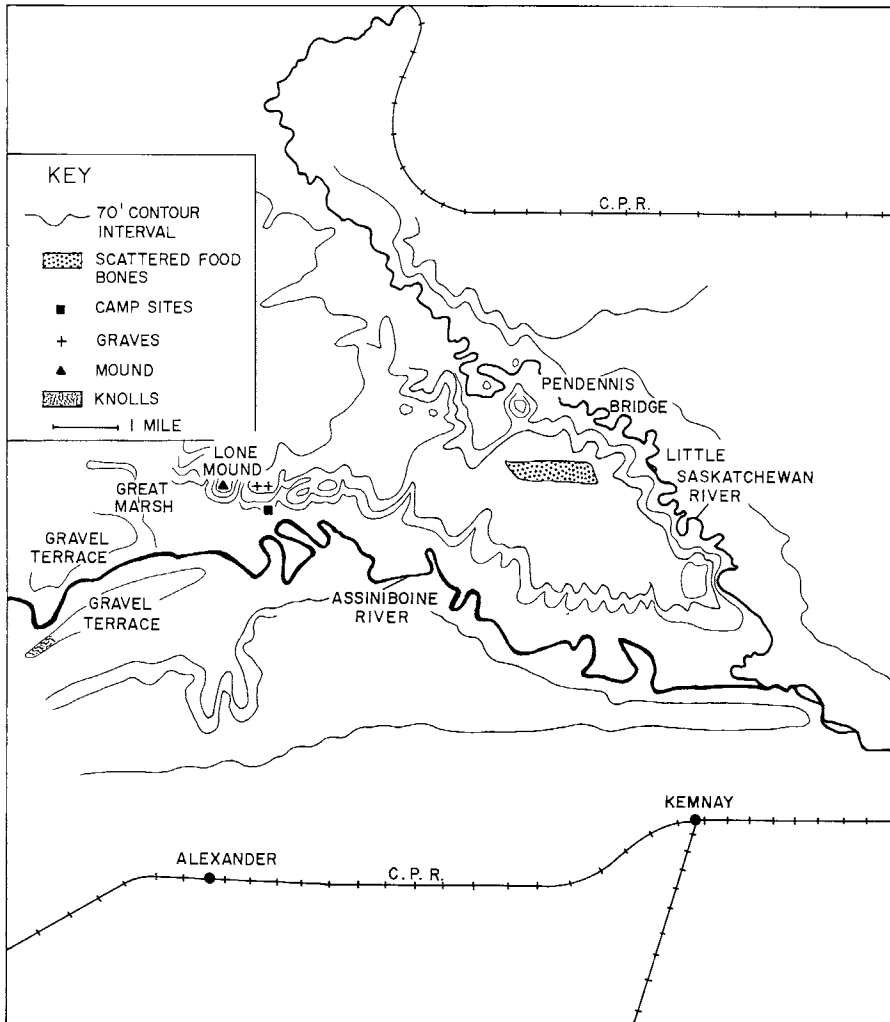 C.P.R.
KEY
70' CONTOUR
INTERVAL
SCATTERED FOOD
BONES
CAMP SITES
GRAVES
MOUND
KNOLLS
1 MILE
PENDENNIS
BRIDGE
LITTLE
SASKATCHEWAN
RIVER
LONE
MOUND
GREAT
MARSH
GRAVEL
TERRACE
GRAVEL
TERRACE
ASSINIBOINE
RIVER
KEMNAY
ALEXANDER
C.P.R.